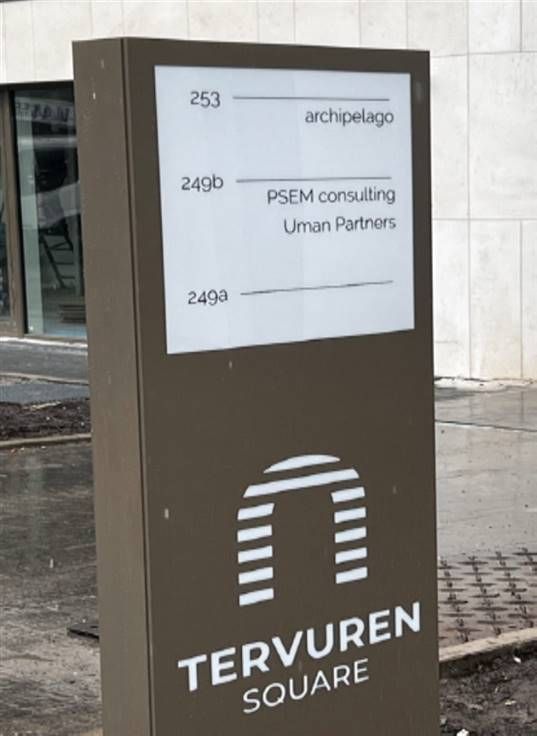 253
archipelago
249b
PSEM consulting
Uman Partners
249a
TERVUREN
SQUARE